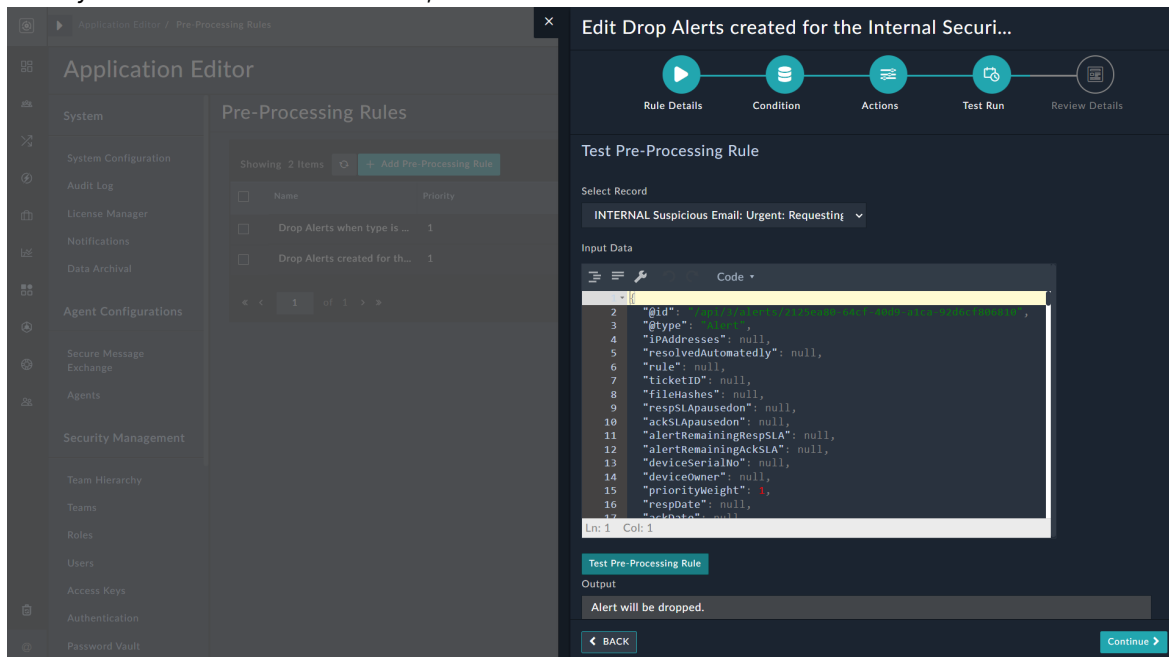 Application Editor / Pre-Processing Rules
Application Editor
System
System Configuration
Audit Log
License Manager
Notifications
Data Archival
Agent Configurations
Secure Message
Exchange
Agents
Security Management
Team Hierarchy
Teams
Roles
Users
Access Keys
Authentication
Password Vault
Pre-Processing Rules
Showing 2 Items
+ Add Pre-Processing Rule
Name Priority
Drop Alerts when type is ... 1
Drop Alerts created for th... 1
« < 1 of 1 > »
×
Edit Drop Alerts created for the Internal Securi...
Rule Details Condition Actions Test Run Review Details
Test Pre-Processing Rule
Select Record
INTERNAL Suspicious Email: Urgent: Requesting
Input Data
Code
{
2 "@id": "/api/3/alerts/2125ea80-64cf-40d9-a1ca-92d6cf806810",
3 "@type": "Alert",
4 "iPAddresses": null,
5 "resolvedAutomatedly": null,
6 "rule": null,
7 "ticketID": null,
8 "fileHashes": null,
9 "respSLApausedon": null,
10 "ackSLApausedon": null,
11 "alertRemainingRespSLA": null,
12 "alertRemainingAckSLA": null,
13 "deviceSerialNo": null,
14 "deviceOwner": null,
15 "priorityWeight": 1,
16 "respDate": null,
17 "ackDate": null
Ln: 1 Col: 1
Test Pre-Processing Rule
Output
Alert will be dropped.
BACK
Continue